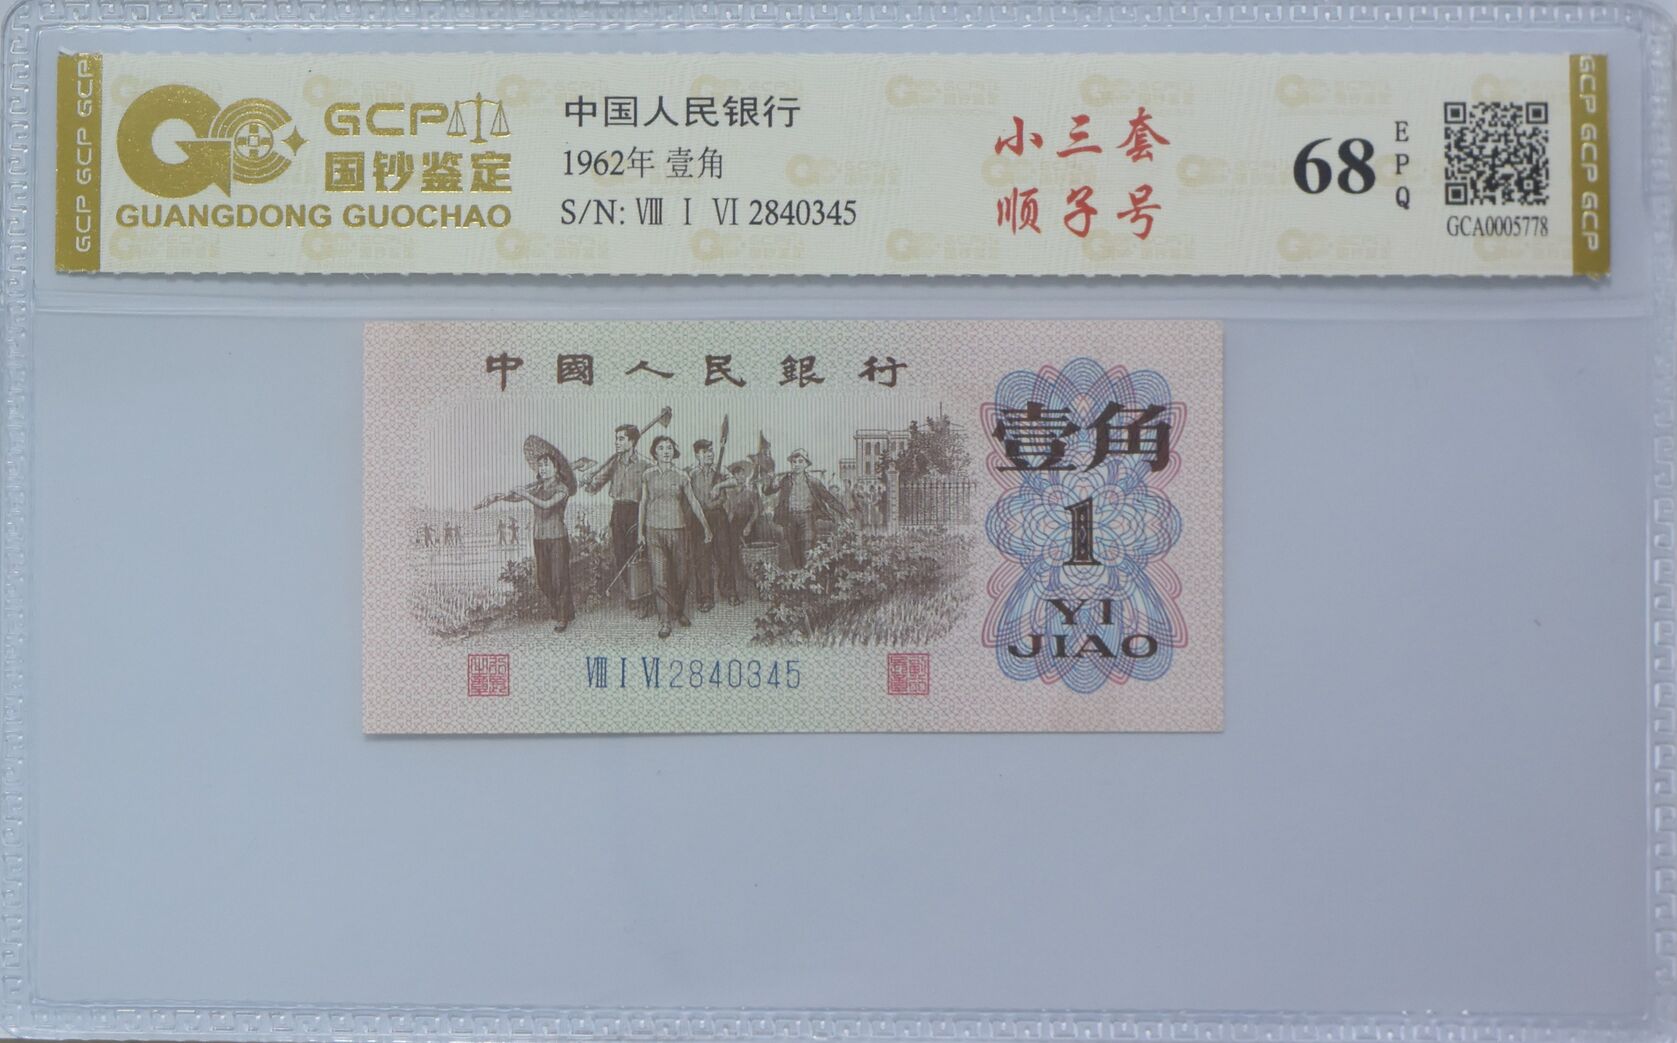 GCP GCP GCP
GCP
国钞鉴定
GUANGDONG GUOCHAO
中国人民银行
1962年 壹角
S/N: Ⅷ Ⅰ Ⅵ 2840345
小三套
顺子号
68
EPQ
GCA0005778
GCP GCP GCP
中國人民銀行
壹角
1
YI
JIAO
Ⅷ Ⅰ Ⅵ 2840345